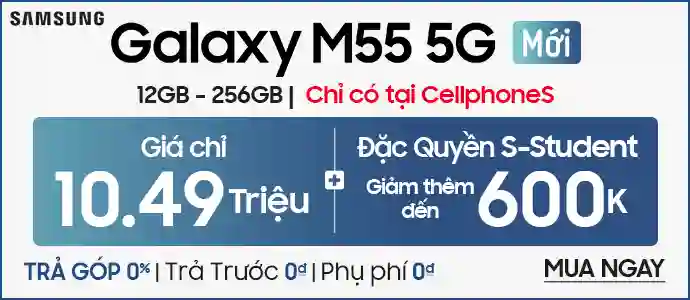 SAMSUNG
Galaxy M55 5G Mới
12GB - 256GB | Chỉ có tại CellphoneS
Giá chỉ
10.49 Triệu
+
Đặc Quyền S-Student
Giảm thêm đến 600K
TRẢ GÓP 0% | Trả Trước 0đ | Phụ phí 0đ
MUA NGAY